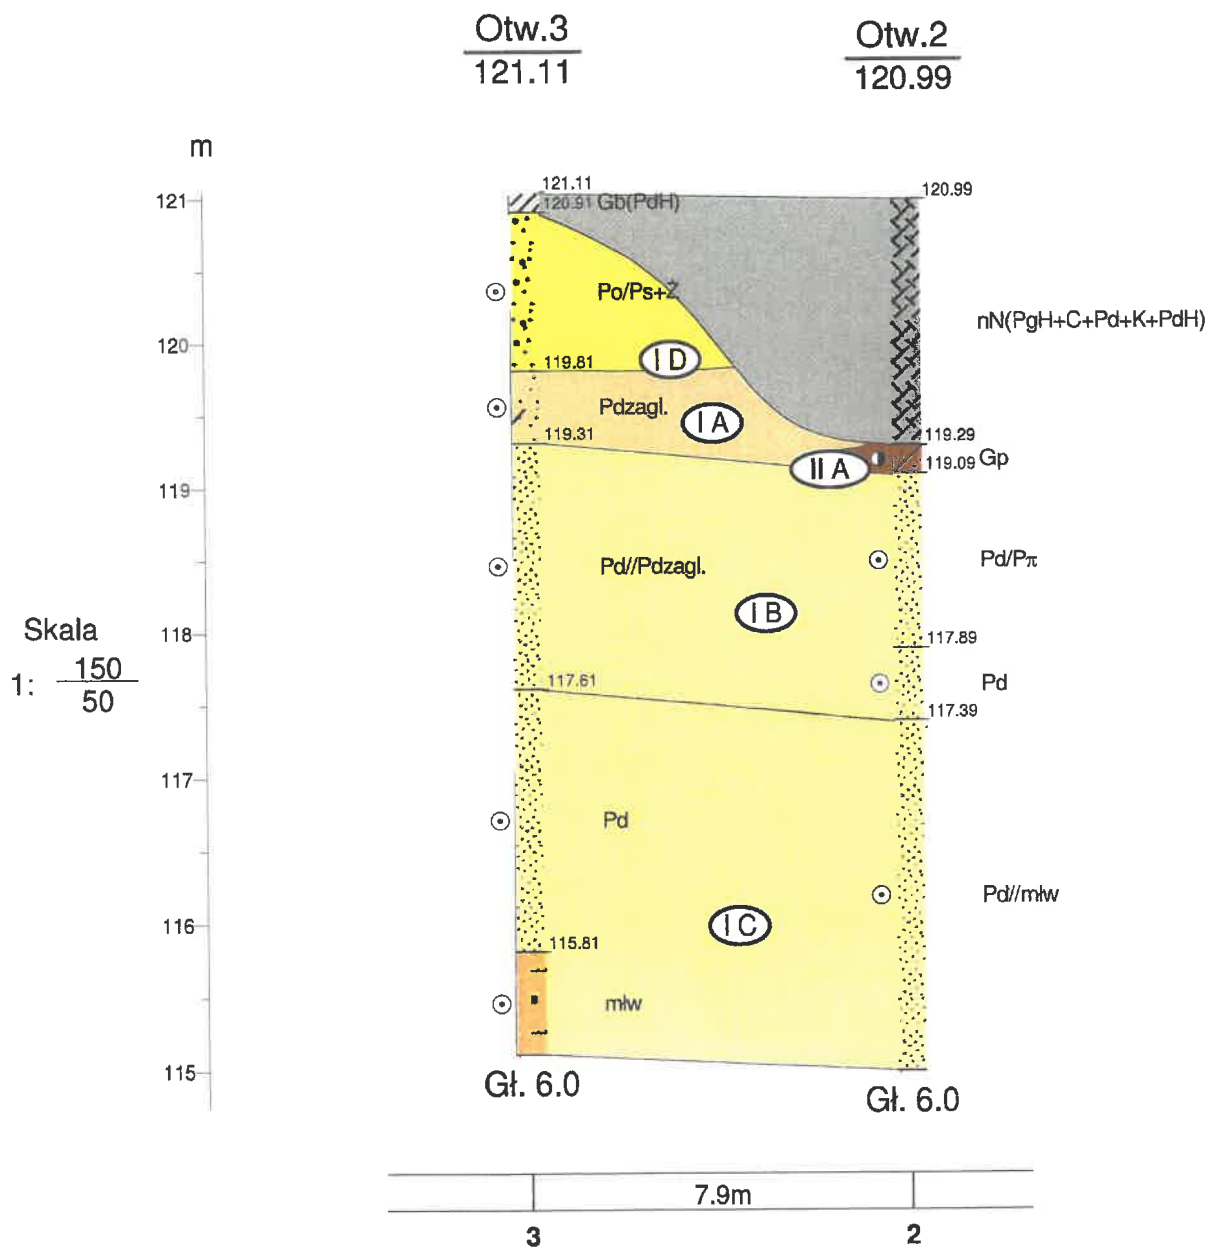 Otw.3
121.11
Otw.2
120.99
m
121
120
119
118
117
116
115
Skala
1: 150
50
121.11
120.91 Gb(PdH)
120.99
Po/Ps+Ż
nN(PgH+C+Pd+K+PdH)
I D
119.81
Pdzagl.
I A
119.31
119.29
II A
119.09 Gp
Pd//Pdzagl.
Pd/Pπ
I B
117.89
117.61
Pd
117.39
Pd
Pd//młw
I C
115.81
młw
Gł. 6.0
Gł. 6.0
7.9m
3
2